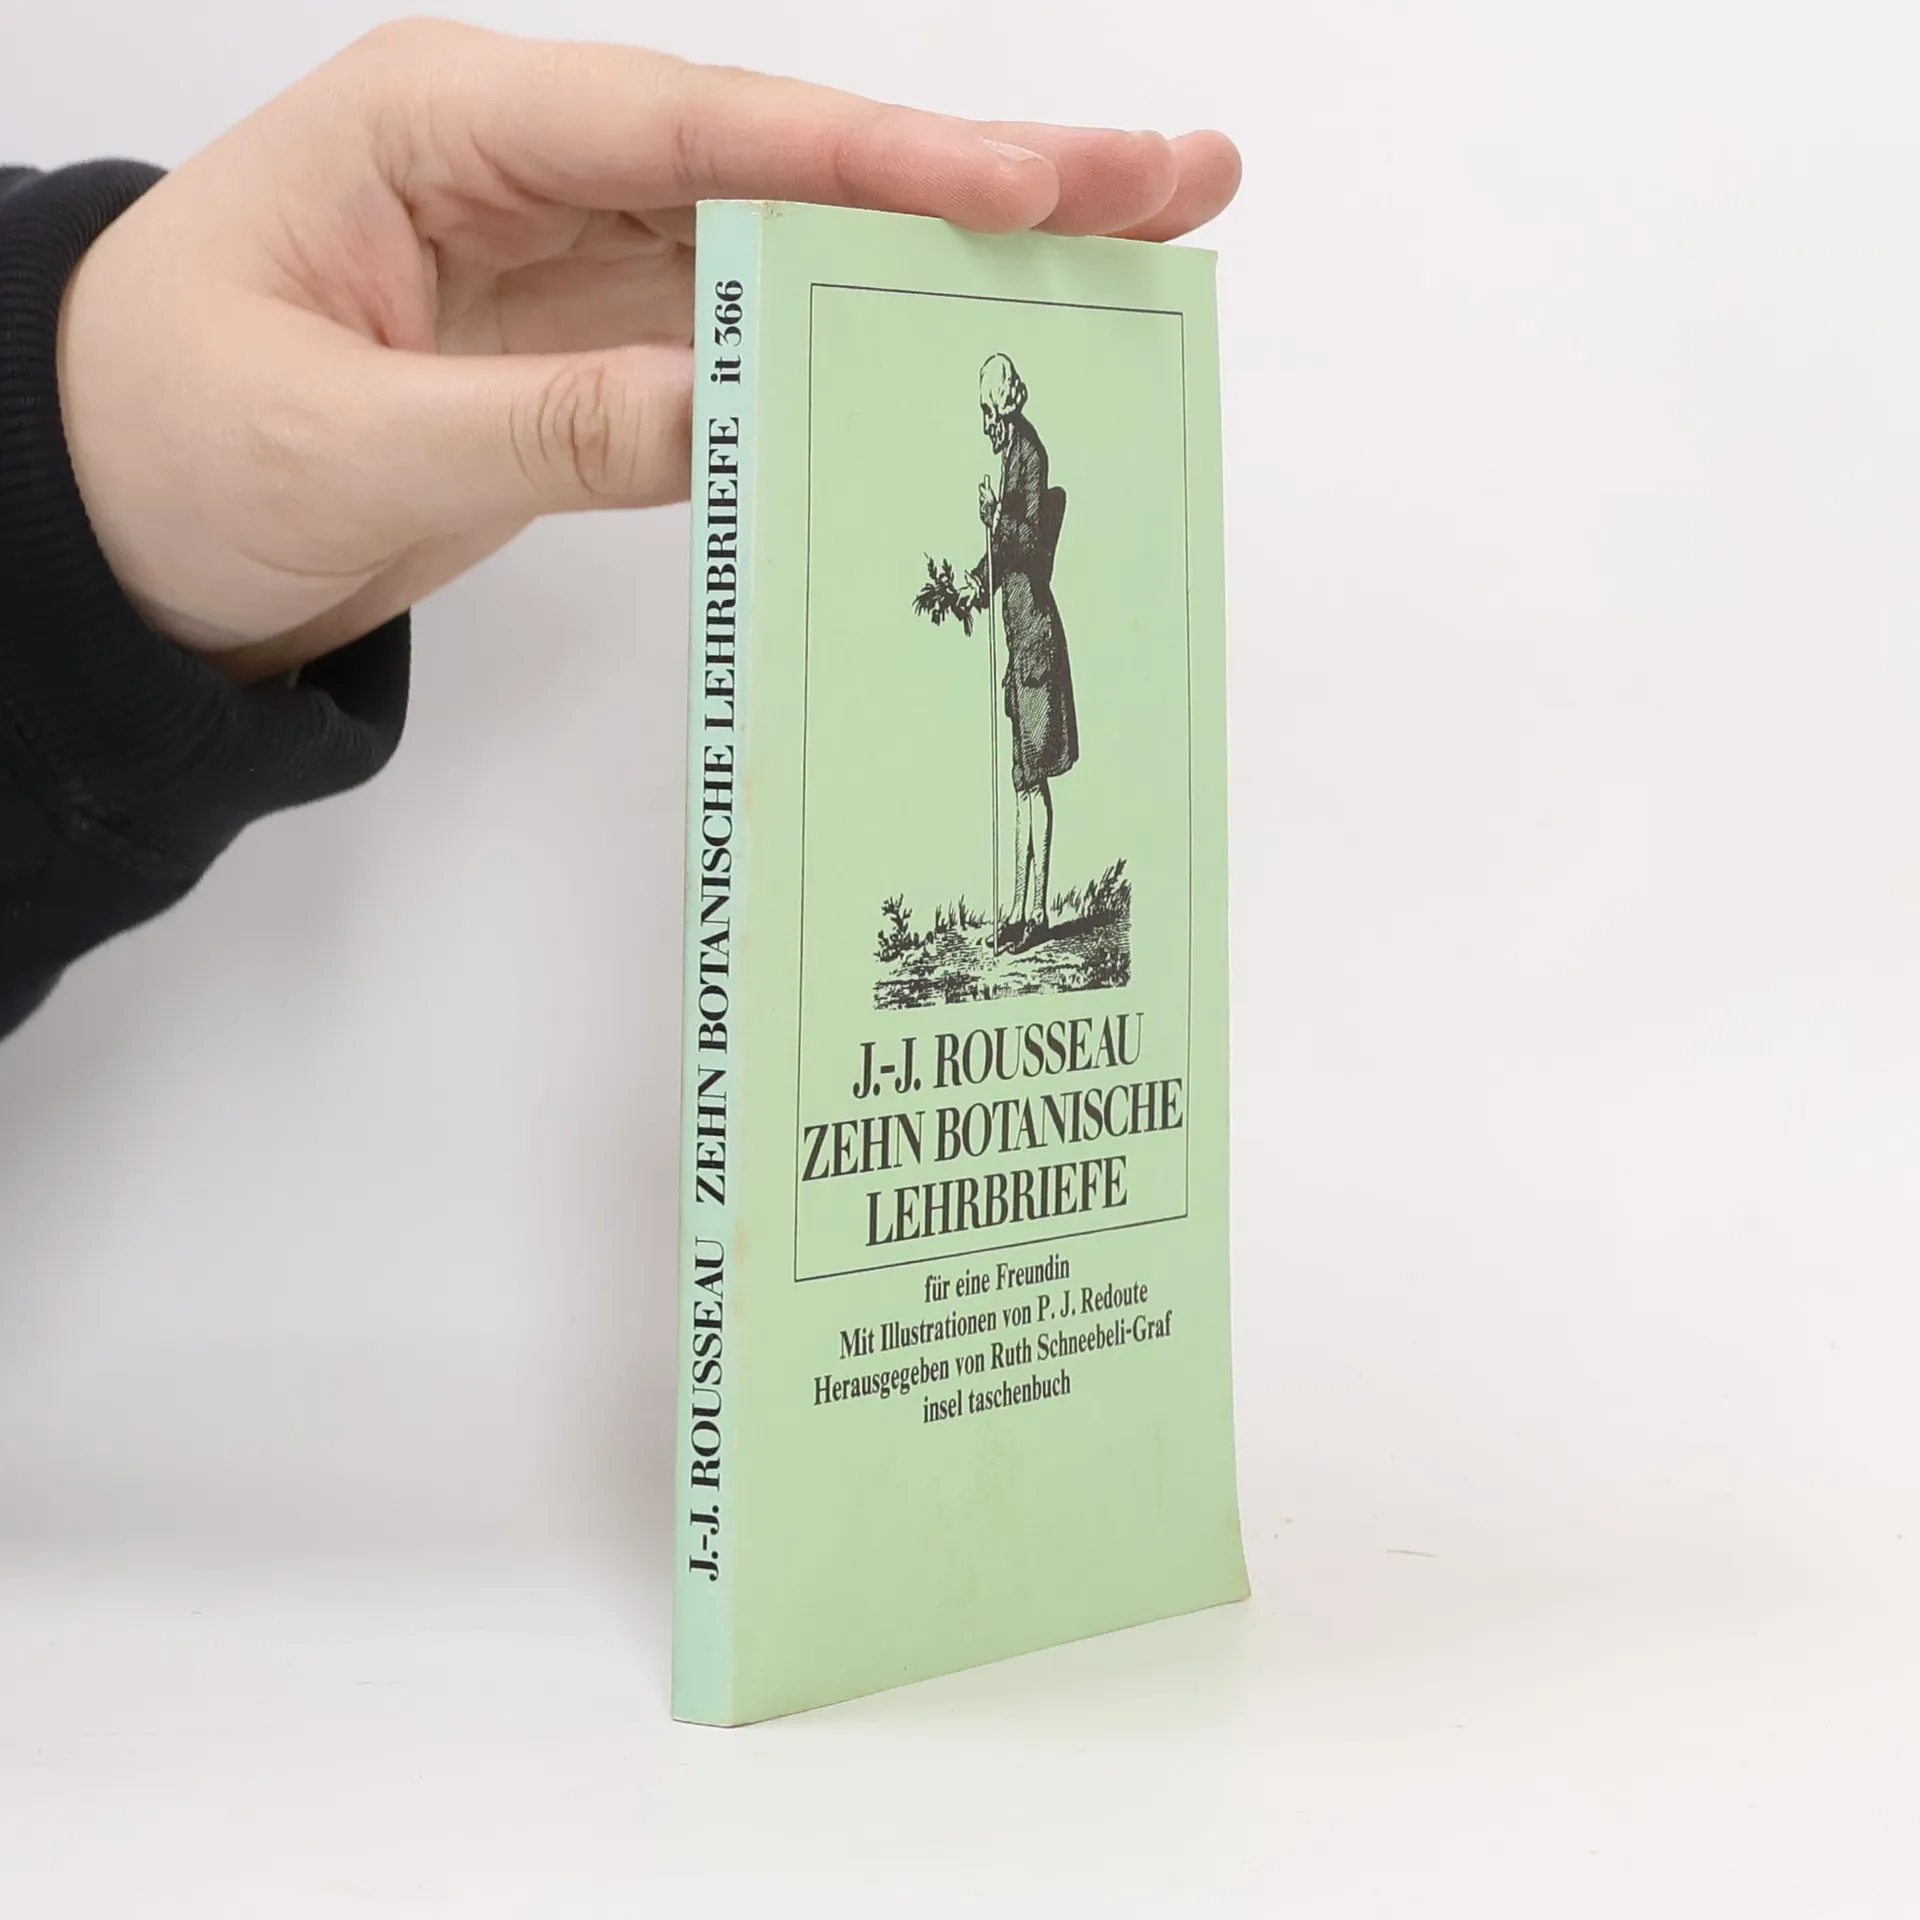 J.-J. ROUSSEAU ZEHN BOTANISCHE LEHRBRIEFE it 366
J.-J. ROUSSEAU
ZEHN BOTANISCHE
LEHRBRIEFE
für eine Freundin
Mit Illustrationen von P. J. Redoute
Herausgegeben von Ruth Schneebeli-Graf
insel taschenbuch